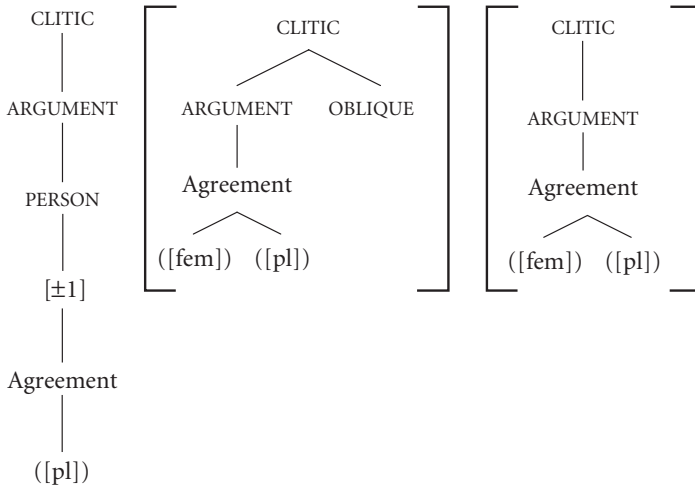 CLITIC
ARGUMENT
PERSON
[±1]
Agreement
([pl])
CLITIC
ARGUMENT OBLIQUE
Agreement
([fem]) ([pl])
CLITIC
ARGUMENT
Agreement
([fem]) ([pl])